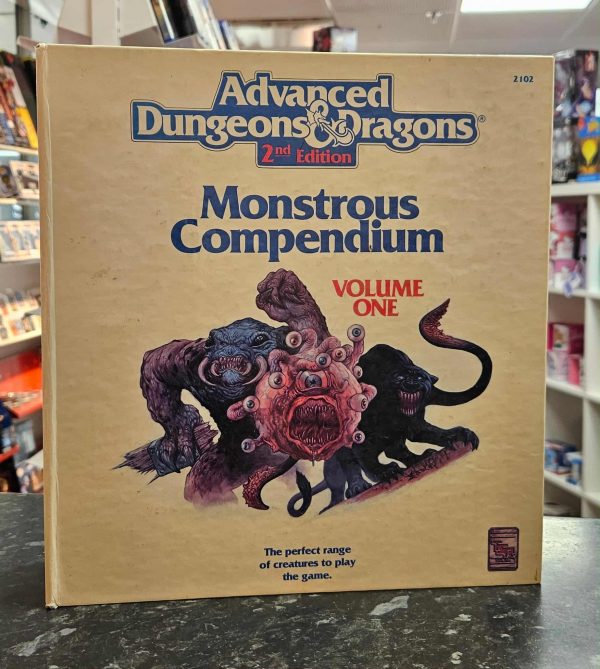 2102
Advanced
Dungeons & Dragons®
2nd Edition
Monstrous
Compendium
VOLUME
ONE
The perfect range
of creatures to play
the game.